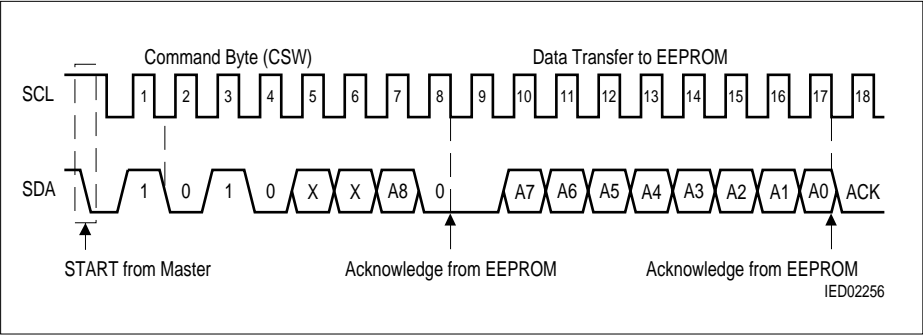 Command Byte (CSW) Data Transfer to EEPROM
SCL 1 2 3 4 5 6 7 8 9 10 11 12 13 14 15 16 17 18
SDA 1 0 1 0 X X A8 0 A7 A6 A5 A4 A3 A2 A1 A0 ACK
START from Master Acknowledge from EEPROM Acknowledge from EEPROM
IED02256